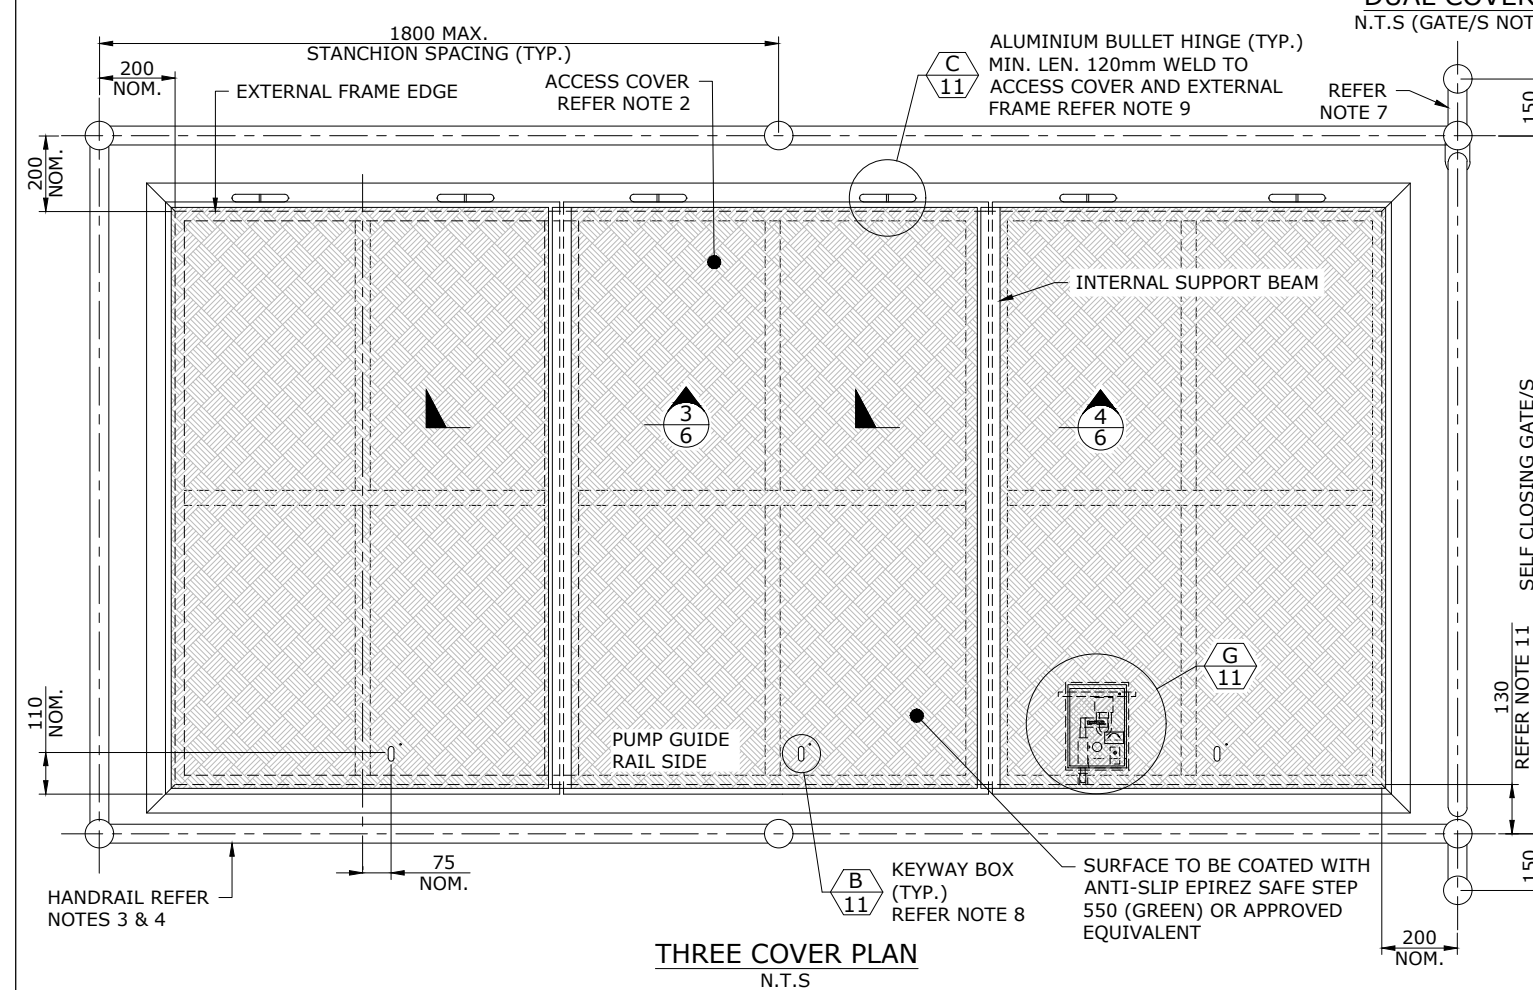 DUAL COVER
N.T.S (GATE/S NOT
1800 MAX.
STANCHION SPACING (TYP.)
200
NOM.
EXTERNAL FRAME EDGE
ACCESS COVER
REFER NOTE 2
C
11
ALUMINIUM BULLET HINGE (TYP.)
MIN. LEN. 120mm WELD TO
ACCESS COVER AND EXTERNAL
FRAME REFER NOTE 9
REFER
NOTE 7
150
200
NOM.
INTERNAL SUPPORT BEAM
3
6
4
6
SELF CLOSING GATE/S
G
11
130
REFER NOTE 11
110
NOM.
PUMP GUIDE
RAIL SIDE
75
NOM.
HANDRAIL REFER
NOTES 3 & 4
B
11
KEYWAY BOX
(TYP.)
REFER NOTE 8
SURFACE TO BE COATED WITH
ANTI-SLIP EPIREZ SAFE STEP
550 (GREEN) OR APPROVED
EQUIVALENT
150
200
NOM.
THREE COVER PLAN
N.T.S